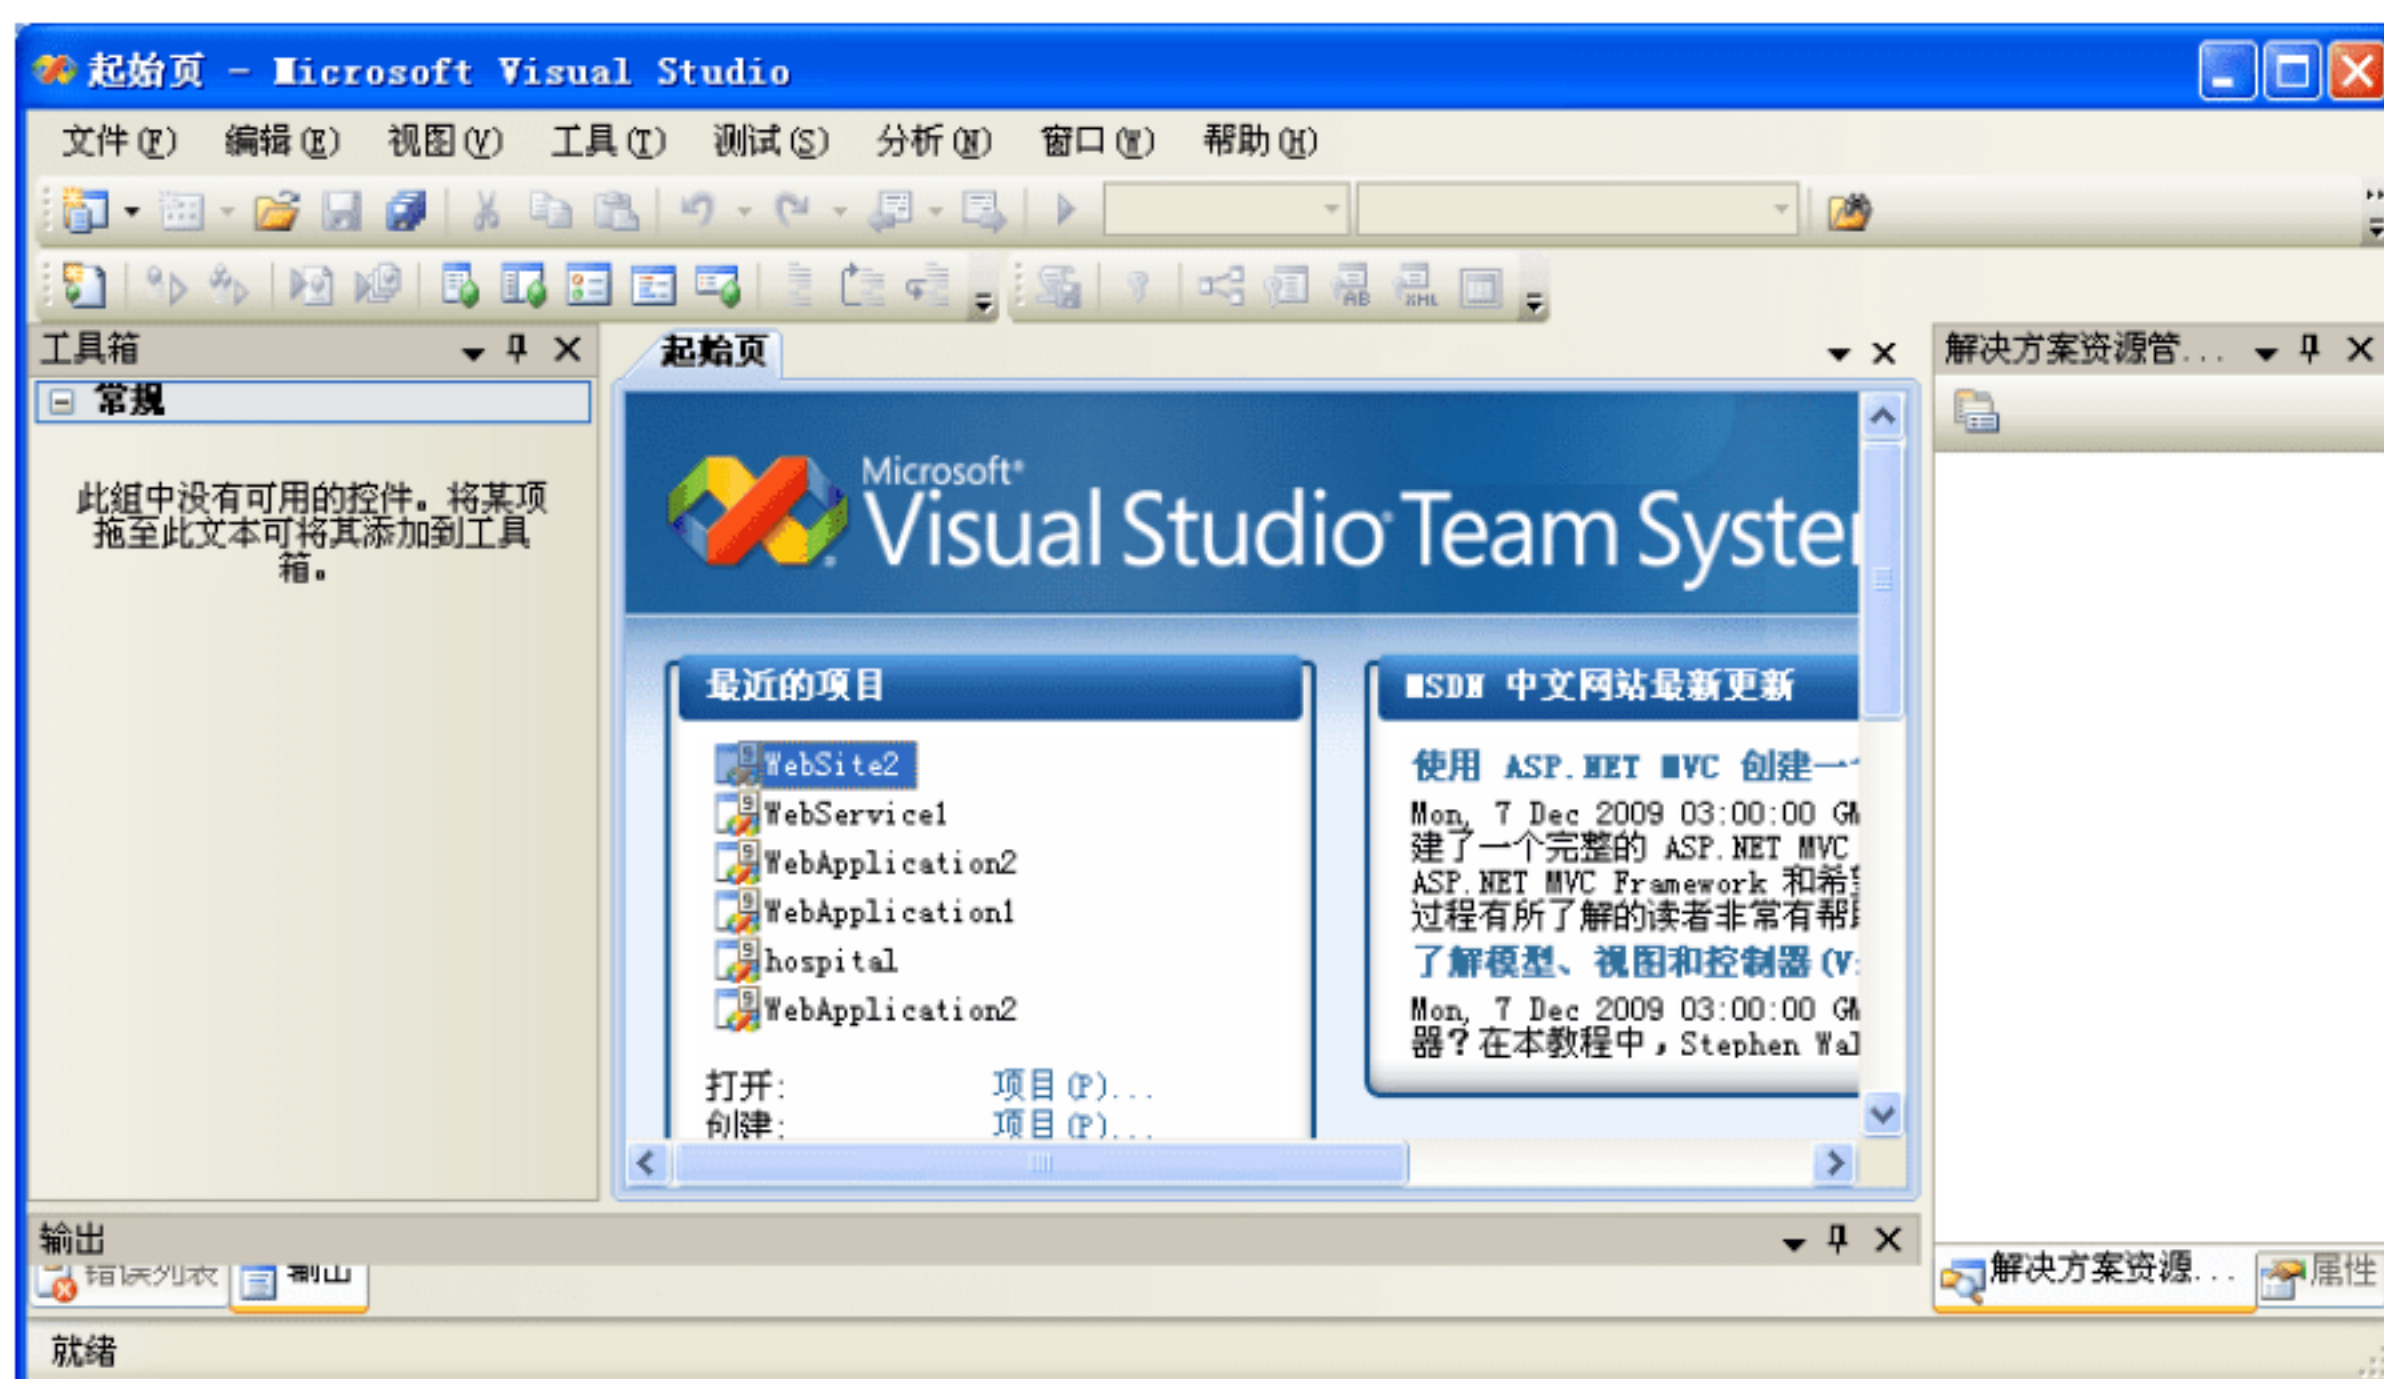 起始页 - Microsoft Visual Studio
文件(F) 编辑(E) 视图(V) 工具(T) 测试(S) 分析(N) 窗口(W) 帮助(H)
工具箱
常规
此组中没有可用的控件。将某项
拖至此文本可将其添加到工具
箱。
起始页
Microsoft®
Visual Studio Team System
最近的项目
WebSite2
WebService1
WebApplication2
WebApplication1
hospital
WebApplication2
打开: 项目(P)...
创建: 项目(P)...
MSDN 中文网站最新更新
使用 ASP.NET MVC 创建一个
Mon, 7 Dec 2009 03:00:00 GM
建了一个完整的 ASP.NET MVC
ASP.NET MVC Framework 和希望
过程有所了解的读者非常有帮
了解模型、视图和控制器(V
Mon, 7 Dec 2009 03:00:00 GM
器?在本教程中,Stephen Wal
解决方案资源管...
输出
错误列表 输出
解决方案资源... 属性
就绪